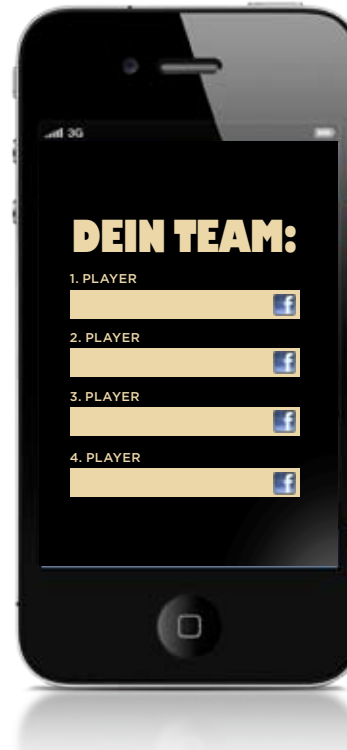 3G
DEIN TEAM:
1. PLAYER
f
2. PLAYER
f
3. PLAYER
f
4. PLAYER
f